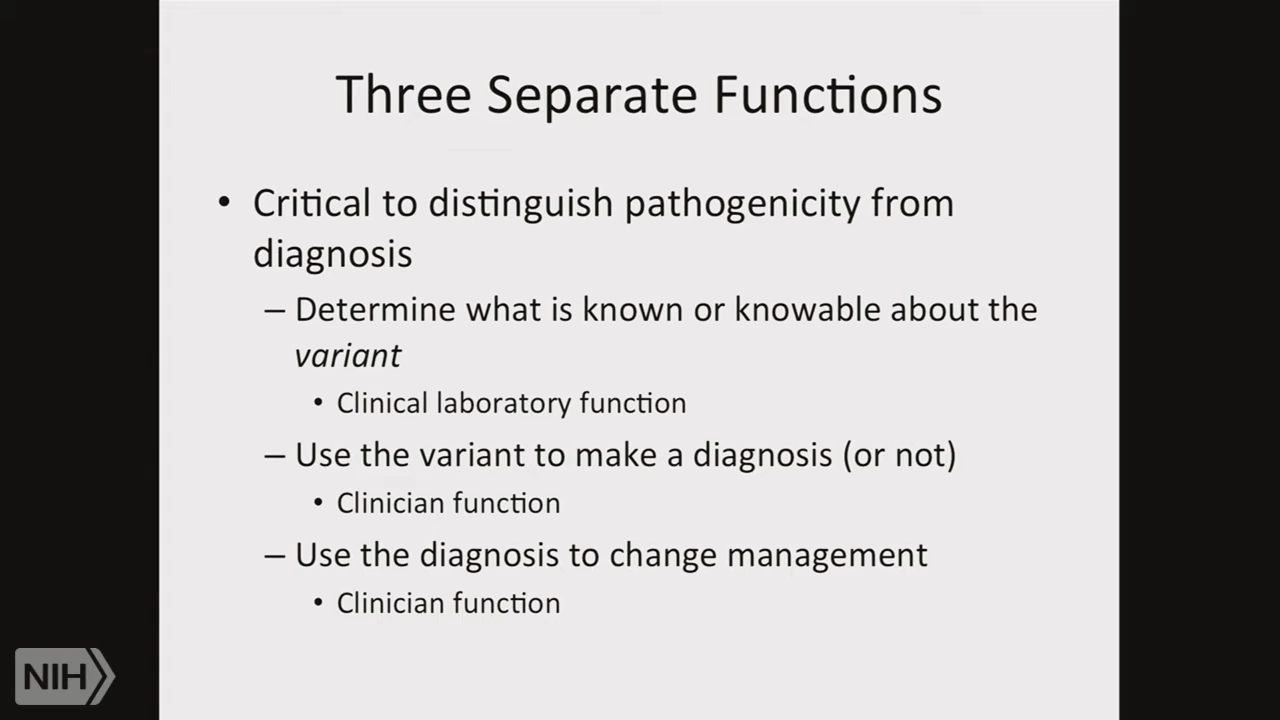 Three Separate Functions
• Critical to distinguish pathogenicity from
diagnosis
– Determine what is known or knowable about the
variant
• Clinical laboratory function
– Use the variant to make a diagnosis (or not)
• Clinician function
– Use the diagnosis to change management
• Clinician function
NIH